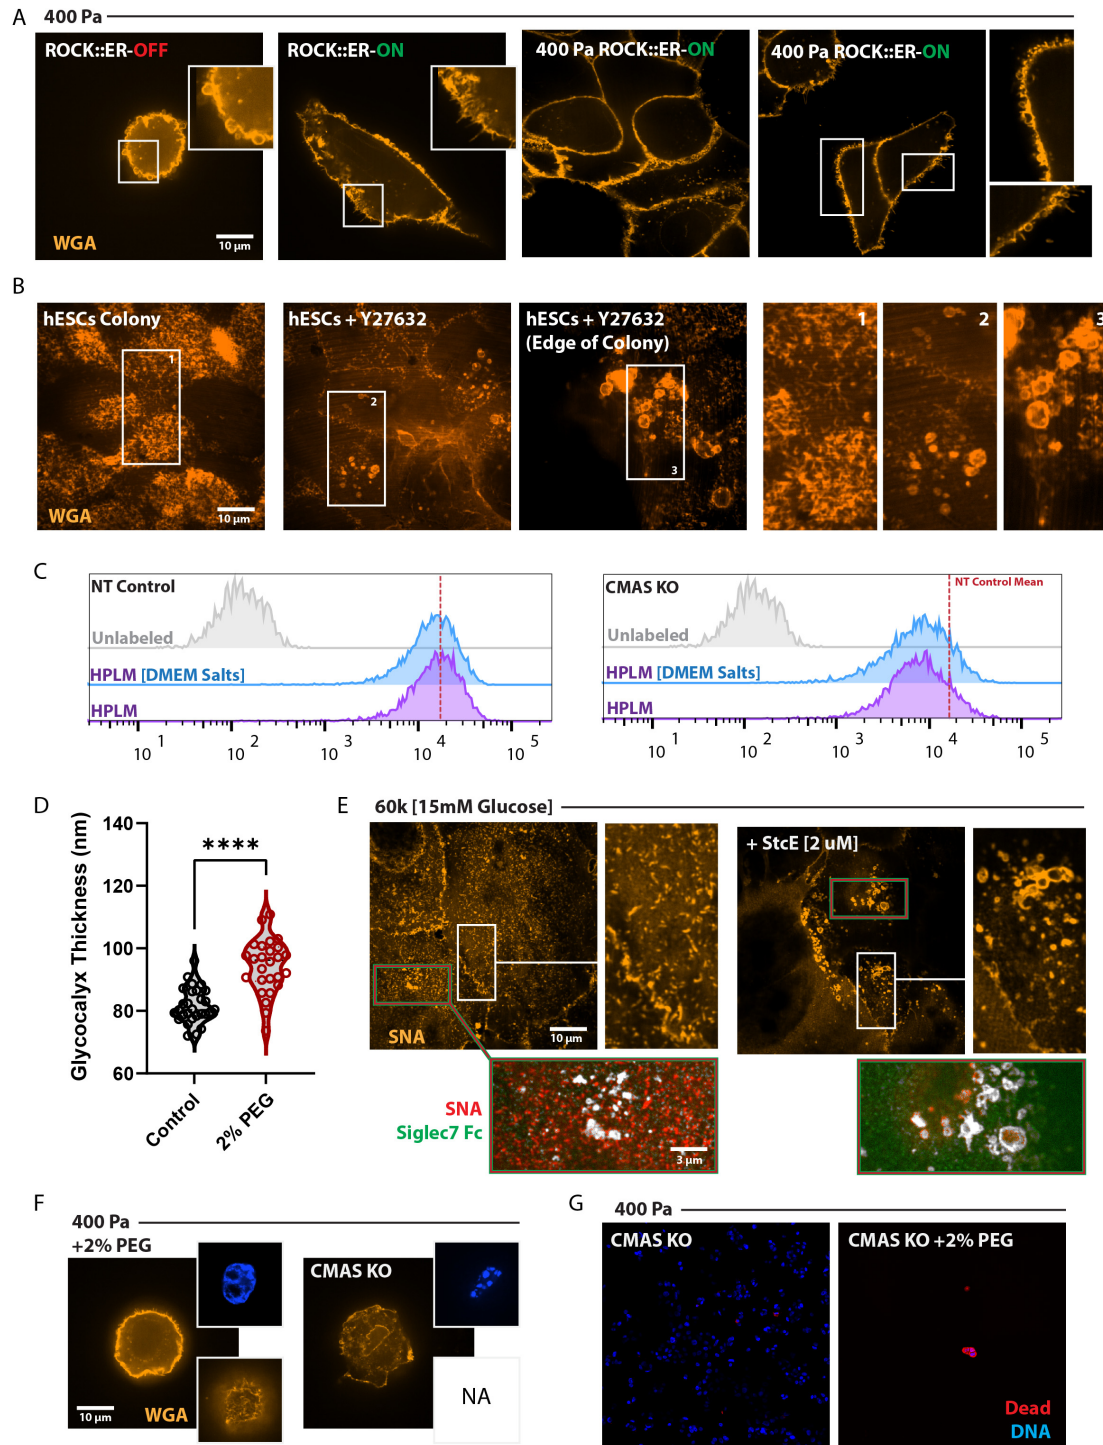 A
400 Pa
ROCK::ER-OFF
ROCK::ER-ON
400 Pa ROCK::ER-ON
400 Pa ROCK::ER-ON
WGA
10 µm
B
hESCs Colony
hESCs + Y27632
hESCs + Y27632
(Edge of Colony)
1
2
3
1
2
3
WGA
10 µm
C
NT Control
Unlabeled
HPLM [DMEM Salts]
HPLM
10 1
10 2
10 3
10 4
10 5
CMAS KO
NT Control Mean
Unlabeled
HPLM [DMEM Salts]
HPLM
10 1
10 2
10 3
10 4
10 5
D
Glycocalyx Thickness (nm)
140
120
100
80
60
****
Control
2% PEG
E
60k [15mM Glucose]
+ StcE [2 uM]
SNA
10 µm
SNA
Siglec7 Fc
3 µm
F
400 Pa
+2% PEG
CMAS KO
10 µm
WGA
NA
G
400 Pa
CMAS KO
CMAS KO +2% PEG
Dead
DNA